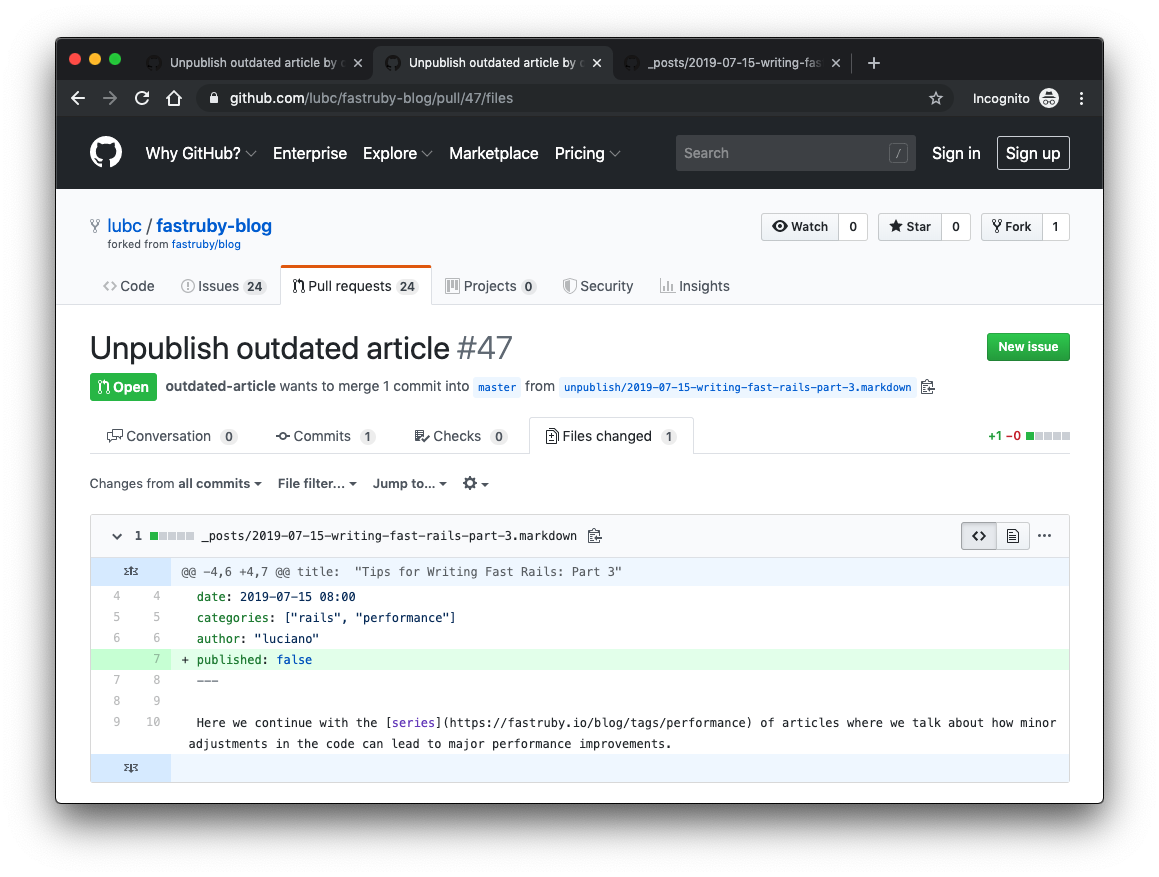 Unpublish outdated article by Unpublish outdated article by _posts/2019-07-15-writing-fas
github.com/lubc/fastruby-blog/pull/47/files Incognito
Why GitHub? Enterprise Explore Marketplace Pricing Search / Sign in Sign up
lubc / fastruby-blog Watch 0 Star 0 Fork 1
forked from fastruby/blog
Code Issues 24 Pull requests 24 Projects 0 Security Insights
Unpublish outdated article #47 New issue
Open outdated-article wants to merge 1 commit into master from unpublish/2019-07-15-writing-fast-rails-part-3.markdown
Conversation 0 Commits 1 Checks 0 Files changed 1 +1 −0
Changes from all commits File filter... Jump to...
1 _posts/2019-07-15-writing-fast-rails-part-3.markdown <> ...
@@ -4,6 +4,7 @@ title: "Tips for Writing Fast Rails: Part 3"
4 4 date: 2019-07-15 08:00
5 5 categories: ["rails", "performance"]
6 6 author: "luciano"
7 + published: false
7 8 ---
8 9
9 10 Here we continue with the [series](https://fastruby.io/blog/tags/performance) of articles where we talk about how minor
adjustments in the code can lead to major performance improvements.